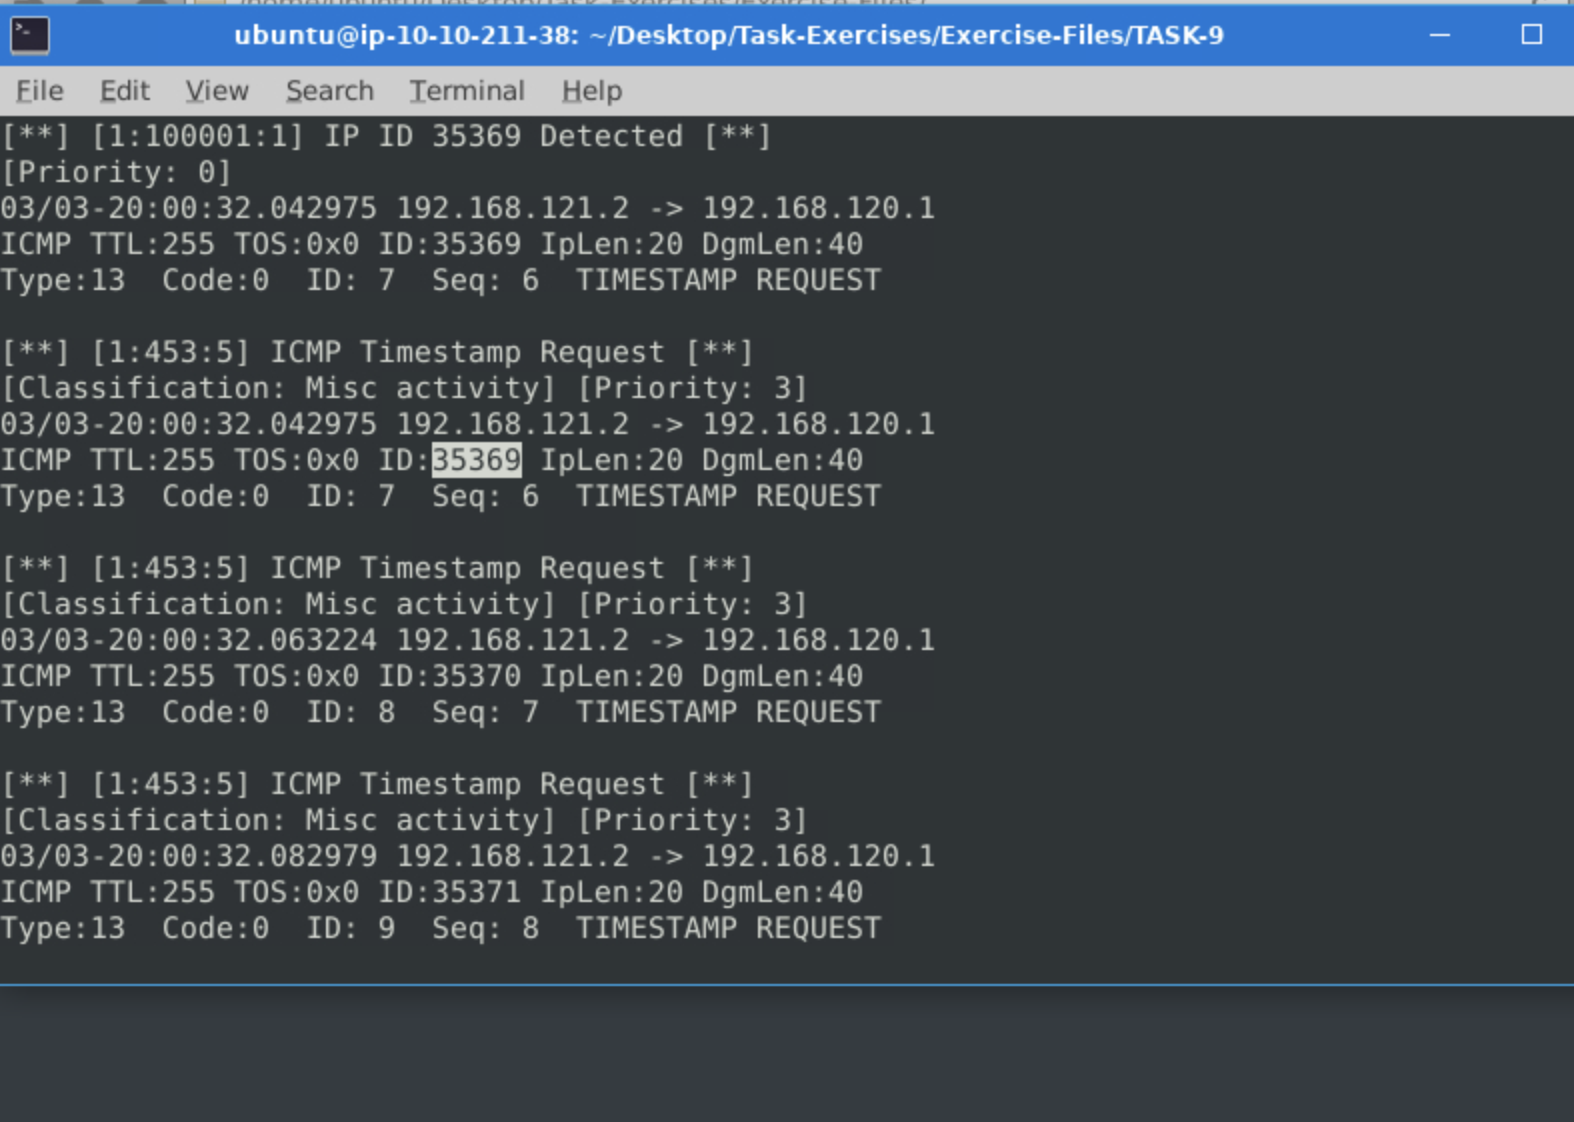 ubuntu@ip-10-10-211-38: ~/Desktop/Task-Exercises/Exercise-Files/TASK-9
File Edit View Search Terminal Help
[**] [1:100001:1] IP ID 35369 Detected [**]
[Priority: 0]
03/03-20:00:32.042975 192.168.121.2 -> 192.168.120.1
ICMP TTL:255 TOS:0x0 ID:35369 IpLen:20 DgmLen:40
Type:13  Code:0  ID: 7  Seq: 6  TIMESTAMP REQUEST
[**] [1:453:5] ICMP Timestamp Request [**]
[Classification: Misc activity] [Priority: 3]
03/03-20:00:32.042975 192.168.121.2 -> 192.168.120.1
ICMP TTL:255 TOS:0x0 ID:35369 IpLen:20 DgmLen:40
Type:13  Code:0  ID: 7  Seq: 6  TIMESTAMP REQUEST
[**] [1:453:5] ICMP Timestamp Request [**]
[Classification: Misc activity] [Priority: 3]
03/03-20:00:32.063224 192.168.121.2 -> 192.168.120.1
ICMP TTL:255 TOS:0x0 ID:35370 IpLen:20 DgmLen:40
Type:13  Code:0  ID: 8  Seq: 7  TIMESTAMP REQUEST
[**] [1:453:5] ICMP Timestamp Request [**]
[Classification: Misc activity] [Priority: 3]
03/03-20:00:32.082979 192.168.121.2 -> 192.168.120.1
ICMP TTL:255 TOS:0x0 ID:35371 IpLen:20 DgmLen:40
Type:13  Code:0  ID: 9  Seq: 8  TIMESTAMP REQUEST